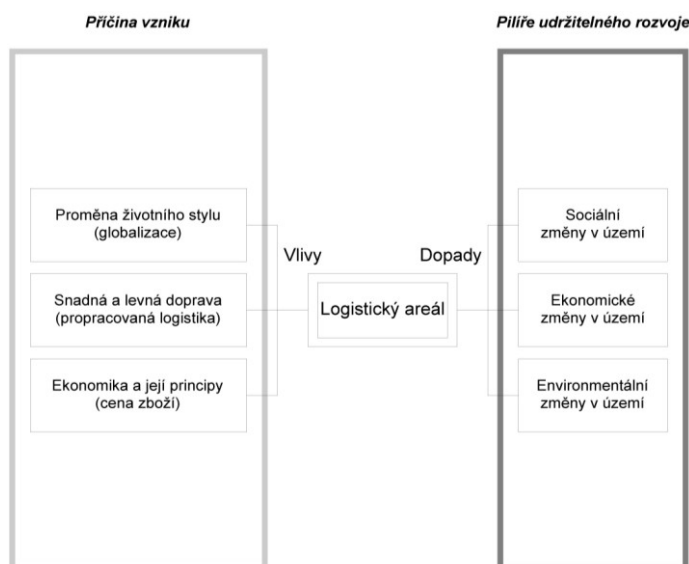 Příčina vzniku
Pilíře udržitelného rozvoje
Proměna životního stylu
(globalizace)
Snadná a levná doprava
(propracovaná logistika)
Ekonomika a její principy
(cena zboží)
Vlivy
Logistický areál
Dopady
Sociální
změny v území
Ekonomické
změny v území
Environmentální
změny v území